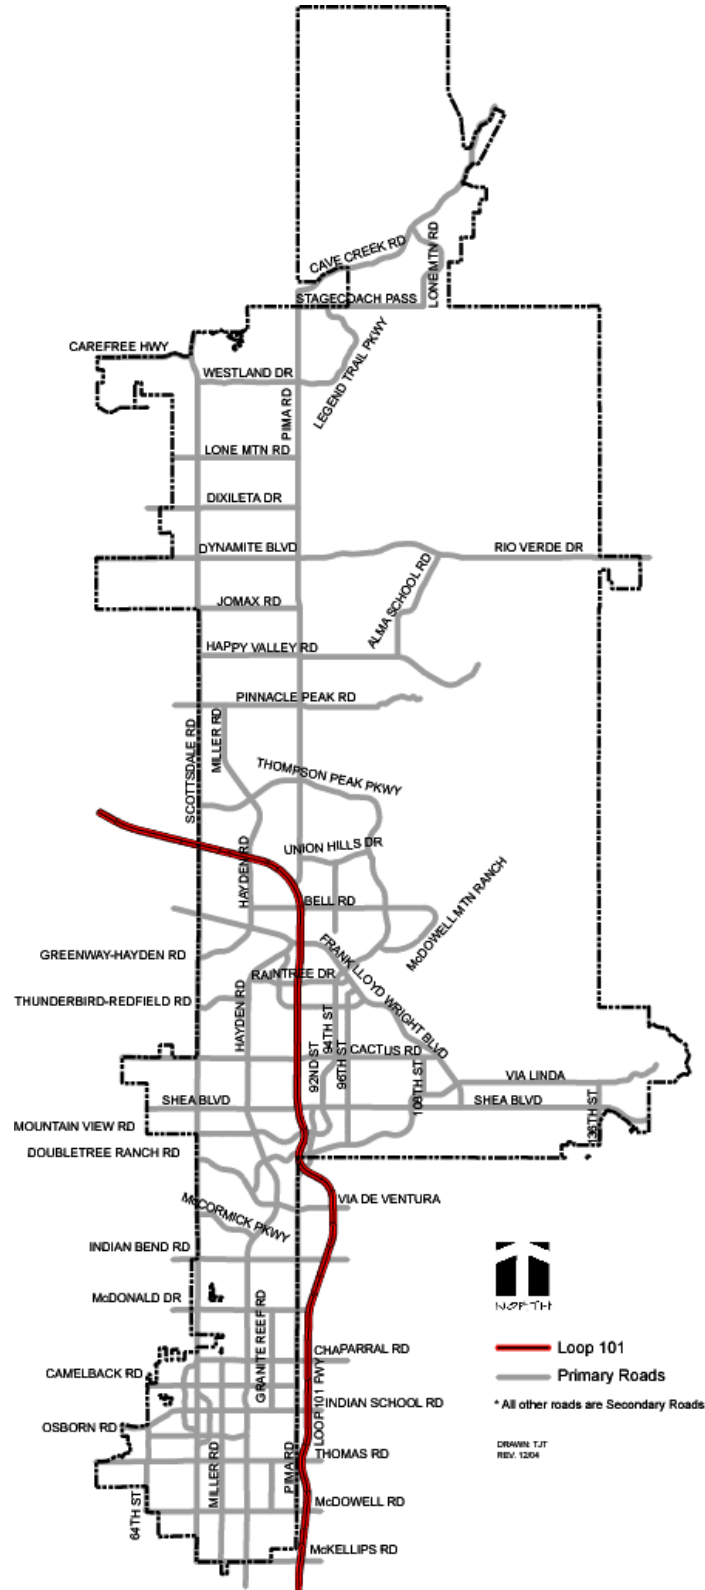 CAVE CREEK RD
LONE MTN RD
STAGECOACH PASS
CAREFREE HWY
LEGEND TRAIL PKWY
WESTLAND DR
PIMA RD
LONE MTN RD
DIXILETA DR
DYNAMITE BLVD
RIO VERDE DR
ALMA SCHOOL RD
JOMAX RD
HAPPY VALLEY RD
PINNACLE PEAK RD
SCOTTSDALE RD
MILLER RD
THOMPSON PEAK PKWY
UNION HILLS DR
HAYDEN RD
BELL RD
McDOWELL MTN RANCH
GREENWAY-HAYDEN RD
FRANK LLOYD WRIGHT BLVD
RAINTREE DR
THUNDERBIRD-REDFIELD RD
HAYDEN RD
94TH ST
92ND ST
96TH ST
CACTUS RD
108TH ST
VIA LINDA
SHEA BLVD
SHEA BLVD
136TH ST
MOUNTAIN VIEW RD
DOUBLETREE RANCH RD
McCORMICK PKWY
VIA DE VENTURA
INDIAN BEND RD
McDONALD DR
GRANITE REEF RD
CHAPARRAL RD
CAMELBACK RD
LOOP 101 PWY
INDIAN SCHOOL RD
OSBORN RD
THOMAS RD
MILLER RD
PIMA RD
64TH ST
McDOWELL RD
McKELLIPS RD
NORTH
Loop 101
Primary Roads
* All other roads are Secondary Roads
DRAWN: TJT
REV. 12/04